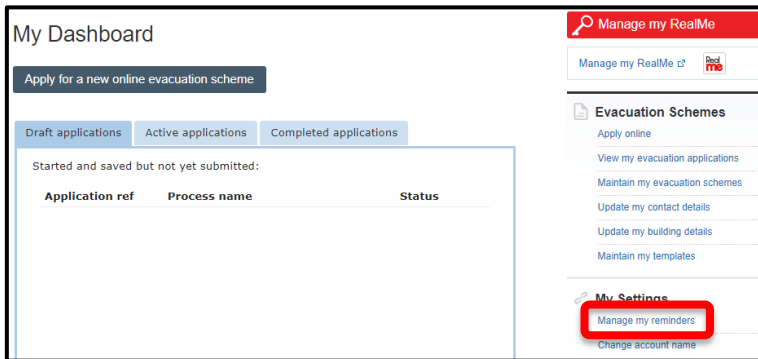 My Dashboard
Apply for a new online evacuation scheme
Draft applications Active applications Completed applications
Started and saved but not yet submitted:
Application ref Process name Status
Manage my RealMe
Manage my RealMe
Real
me
Evacuation Schemes
Apply online
View my evacuation applications
Maintain my evacuation schemes
Update my contact details
Update my building details
Maintain my templates
My Settings
Manage my reminders
Change account name